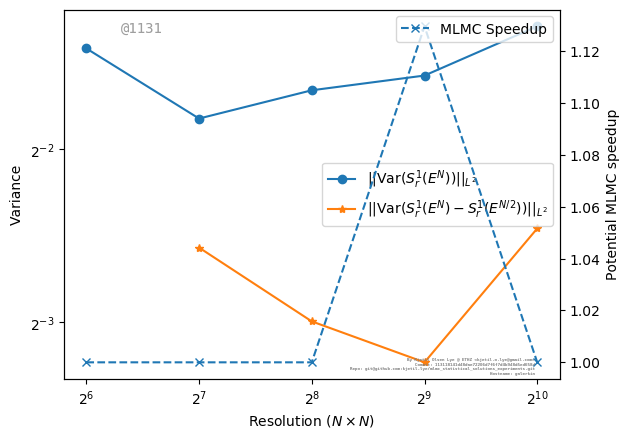 @1131
MLMC Speedup
||Var(S_r^1(E^N))||_{L^2}
||Var(S_r^1(E^N) − S_r^1(E^{N/2}))||_{L^2}
Variance
2^{−2}
2^{−3}
1.12
1.10
1.08
1.06
1.04
1.02
1.00
Potential MLMC speedup
2^6 2^7 2^8 2^9 2^{10}
Resolution (N × N)
Hostname: